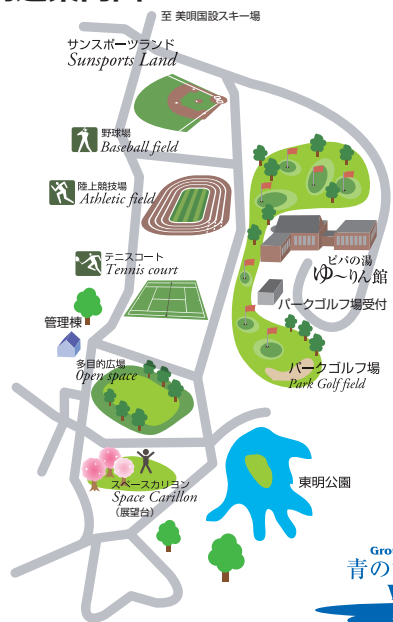 至 美唄国設スキー場
サンスポーツランド
Sunsports Land
野球場
Baseball field
陸上競技場
Athletic field
テニスコート
Tennis court
ピパの湯
ゆ〜りん館
パークゴルフ場受付
管理棟
多目的広場
Open space
パークゴルフ場
Park Golf field
スペースカリヨン
Space Carillon
(展望台)
東明公園
Gro
青の